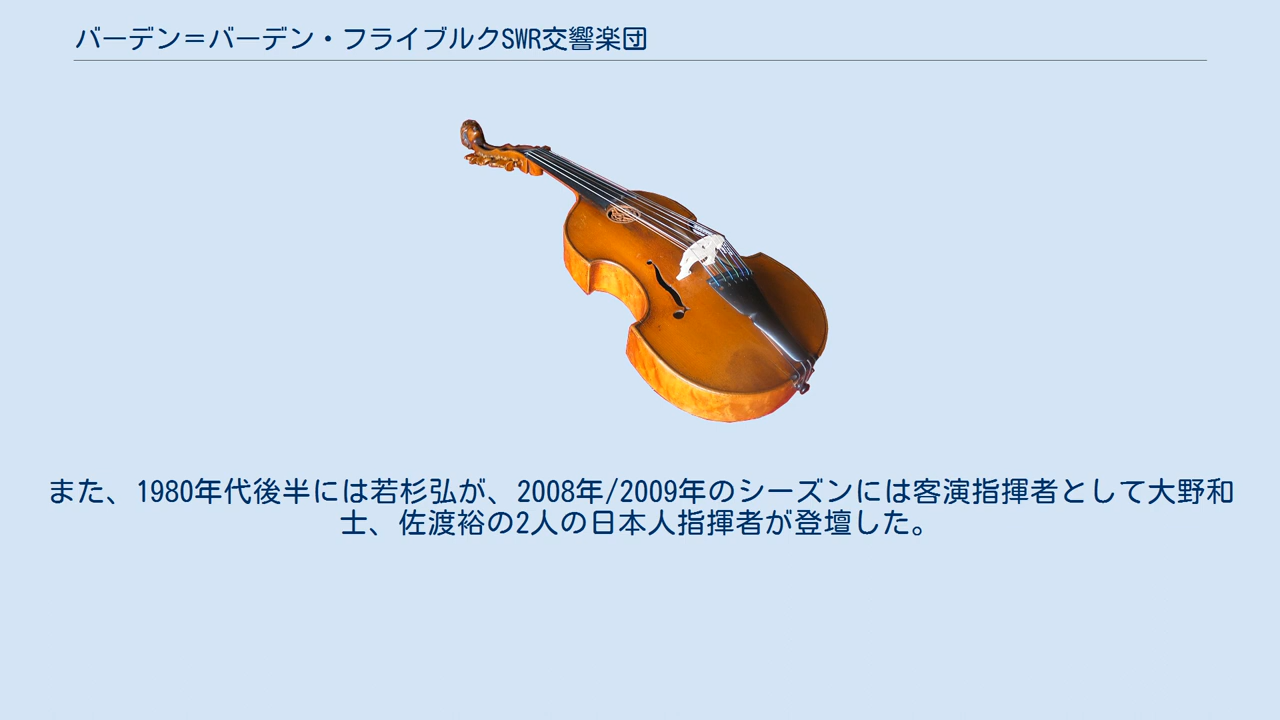 バーデン＝バーデン・フライブルクSWR交響楽団
また、1980年代後半には若杉弘が、2008年/2009年のシーズンには客演指揮者として大野和
士、佐渡裕の2人の日本人指揮者が登壇した。